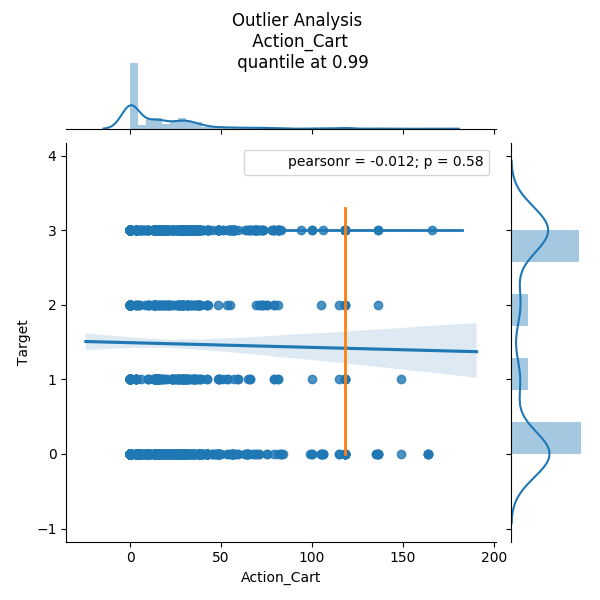 Outlier Analysis
Action_Cart
quantile at 0.99
pearsonr = -0.012; p = 0.58
4
3
2
1
0
−1
Target
0 50 100 150 200
Action_Cart